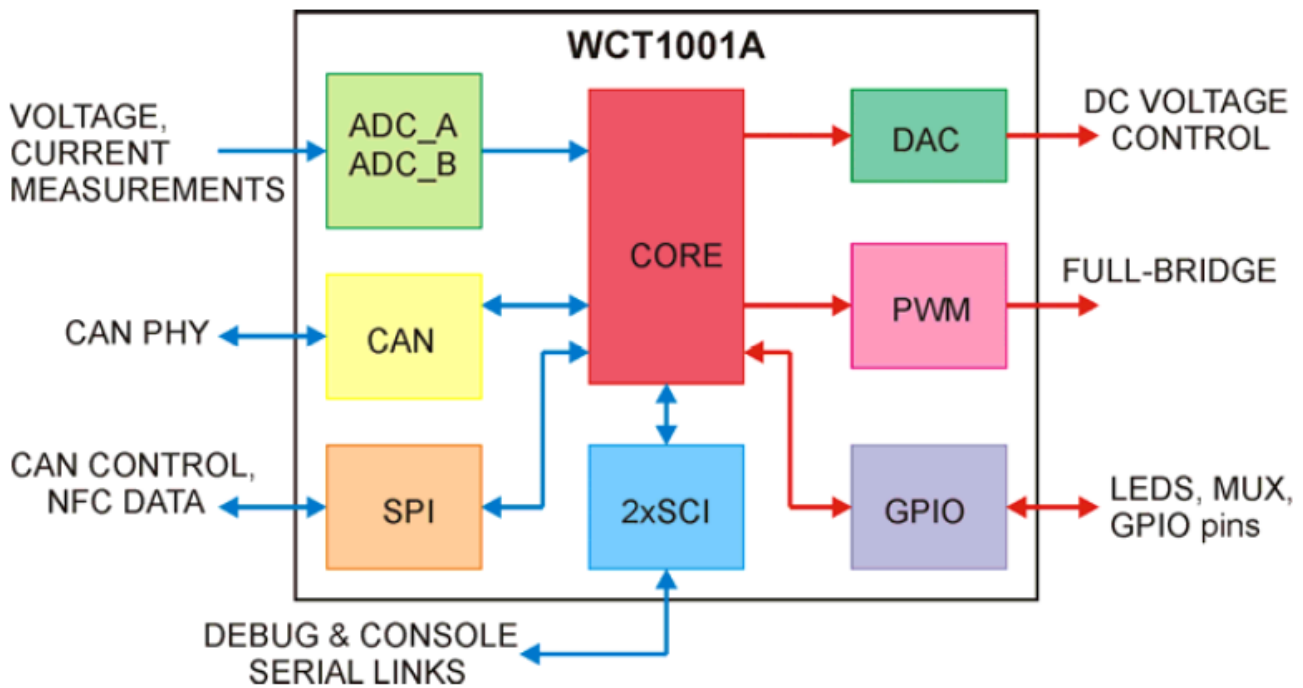 WCT1001A
VOLTAGE,
CURRENT
MEASUREMENTS
ADC_A
ADC_B
CORE
DAC
DC VOLTAGE
CONTROL
CAN PHY
CAN
PWM
FULL-BRIDGE
CAN CONTROL,
NFC DATA
SPI
2xSCI
GPIO
LEDS, MUX,
GPIO pins
DEBUG & CONSOLE
SERIAL LINKS